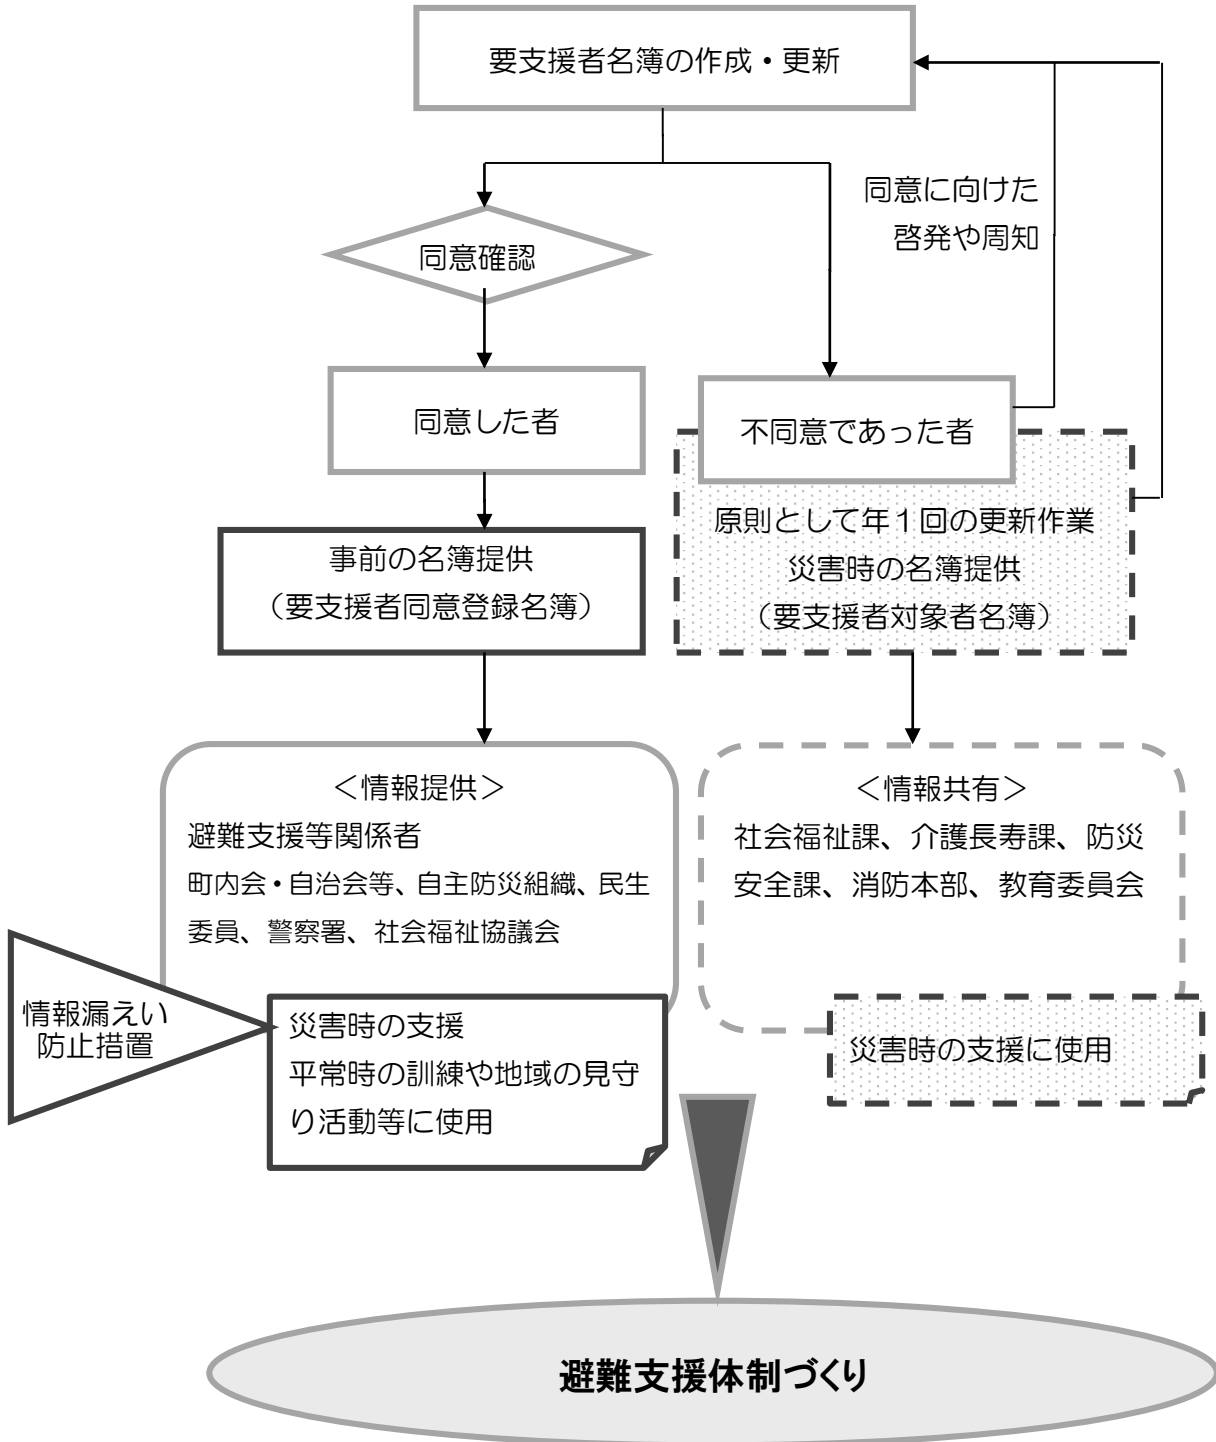 要支援者名簿の作成・更新
同意に向けた
啓発や周知
同意確認
同意した者
不同意であった者
事前の名簿提供
（要支援者同意登録名簿）
原則として年１回の更新作業
災害時の名簿提供
（要支援者対象者名簿）
＜情報提供＞
避難支援等関係者
町内会・自治会等、自主防災組織、民生
委員、警察署、社会福祉協議会
＜情報共有＞
社会福祉課、介護長寿課、防災
安全課、消防本部、教育委員会
情報漏えい
防止措置
災害時の支援
平常時の訓練や地域の見守
り活動等に使用
災害時の支援に使用
避難支援体制づくり